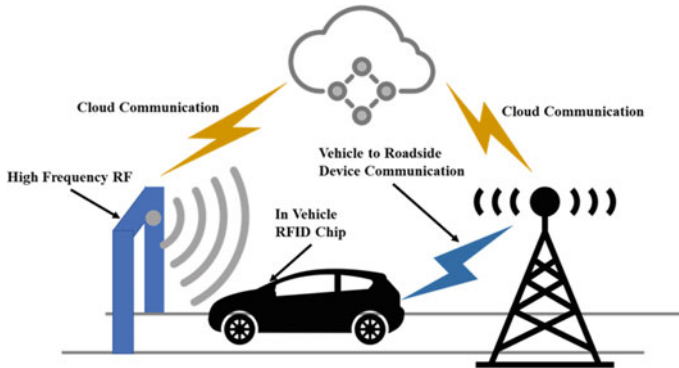 Cloud Communication
Cloud Communication
Vehicle to Roadside
Device Communication
High Frequency RF
In Vehicle
RFID Chip